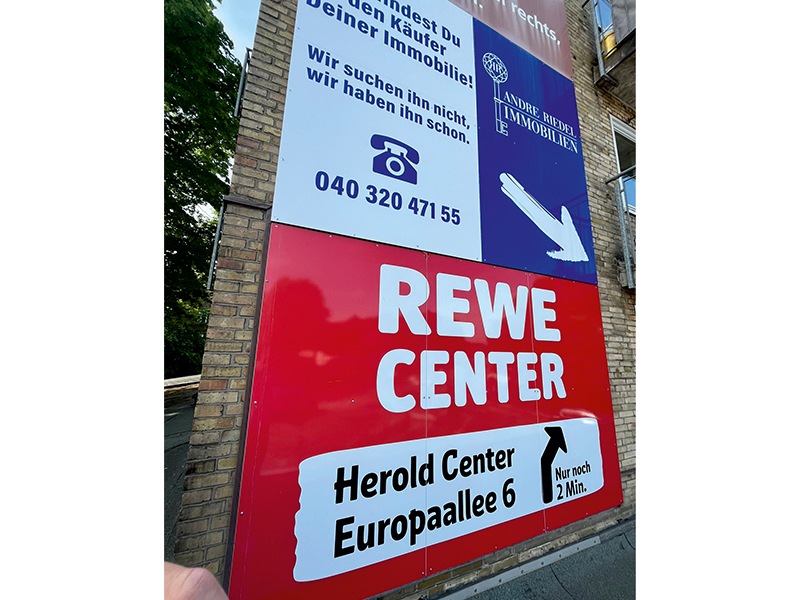 rechts,
findest Du
den Käufer
Deiner Immobilie!
Wir suchen ihn nicht,
wir haben ihn schon.
040 320 471 55
ANDRE RIEDEL
IMMOBILIEN
REWE
CENTER
Herold Center
Europaallee 6
Nur noch
2 Min.